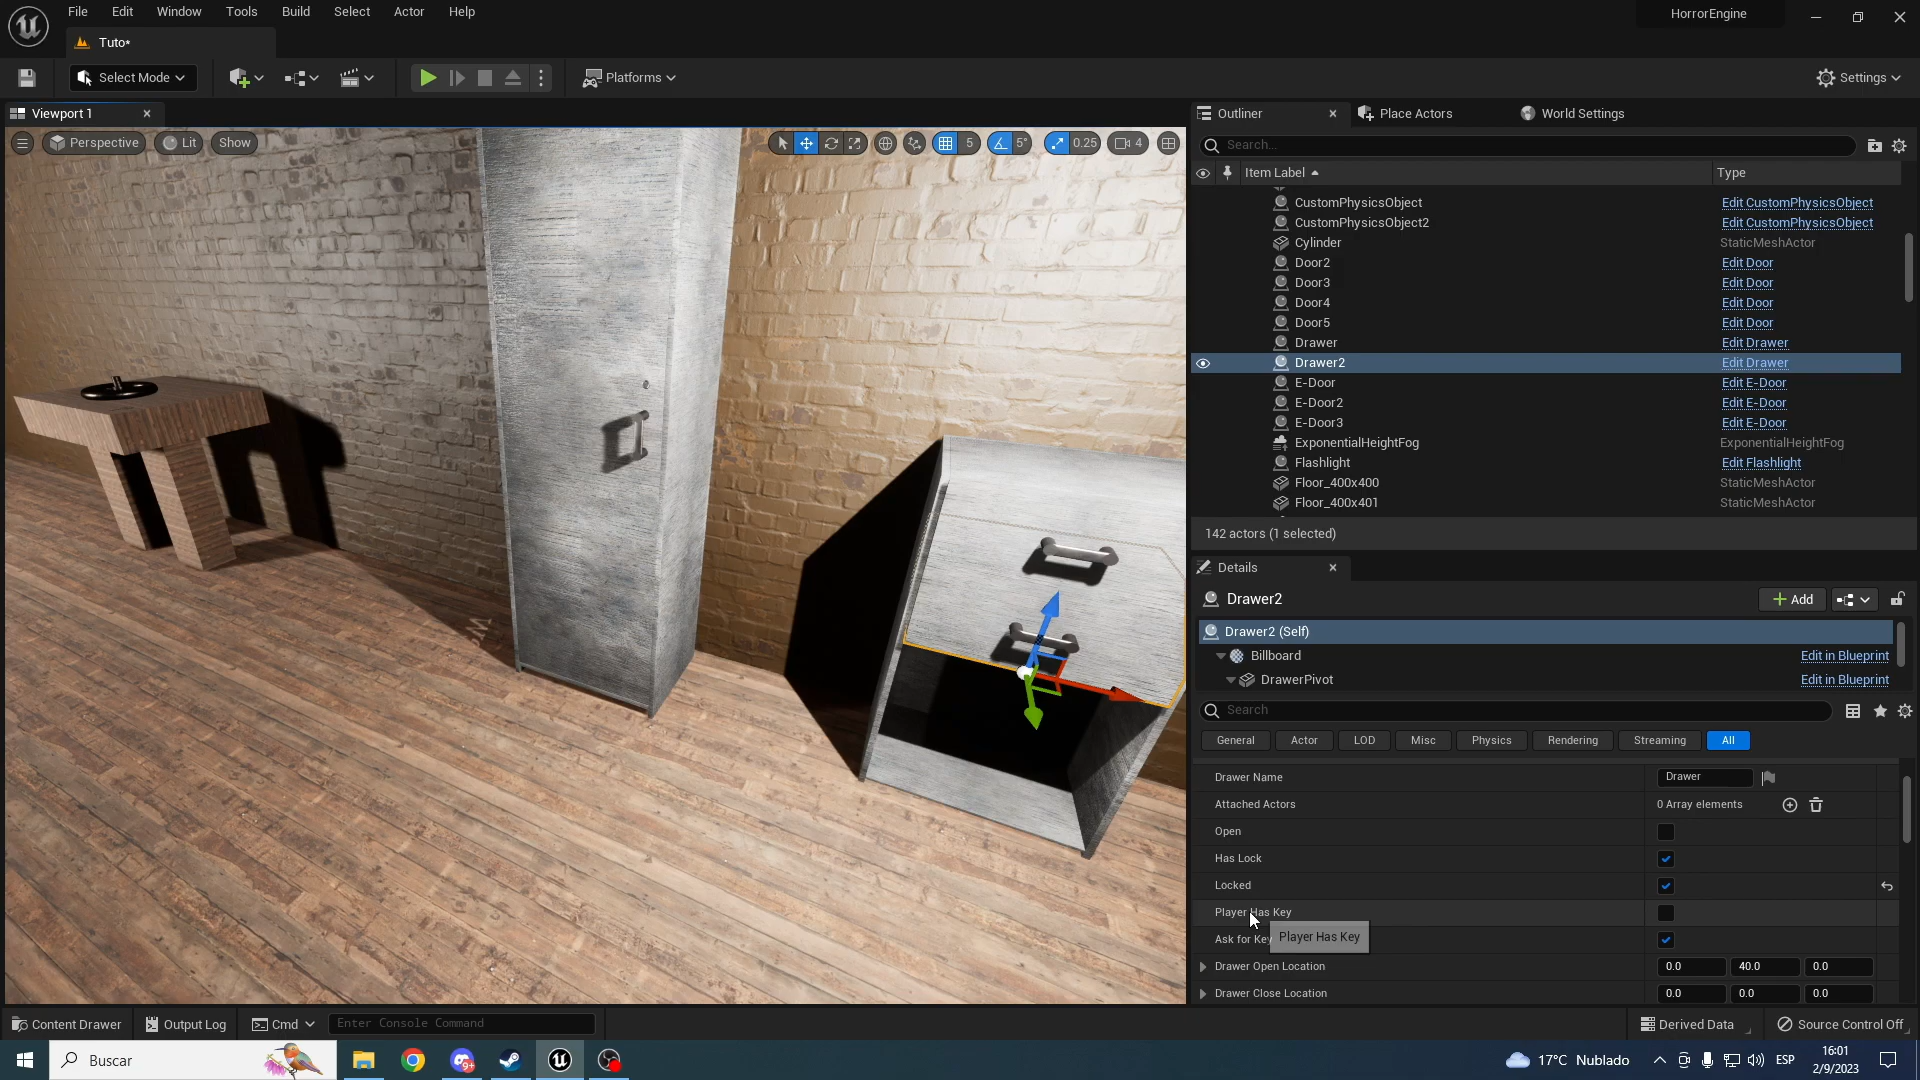 File Edit Window Tools Build Select Actor Help
HorrorEngine
Tuto*
Select Mode
Platforms
Settings
Viewport 1
Perspective Lit Show
5 5° 0.25 4
Outliner
Place Actors
World Settings
Search...
Item Label Type
CustomPhysicsObject Edit CustomPhysicsObject
CustomPhysicsObject2 Edit CustomPhysicsObject
Cylinder StaticMeshActor
Door2 Edit Door
Door3 Edit Door
Door4 Edit Door
Door5 Edit Door
Drawer Edit Drawer
Drawer2 Edit Drawer
E-Door Edit E-Door
E-Door2 Edit E-Door
E-Door3 Edit E-Door
ExponentialHeightFog ExponentialHeightFog
Flashlight Edit Flashlight
Floor_400x400 StaticMeshActor
Floor_400x401 StaticMeshActor
142 actors (1 selected)
Details
Drawer2
Add
Drawer2 (Self)
Billboard Edit in Blueprint
DrawerPivot Edit in Blueprint
Search
General Actor LOD Misc Physics Rendering Streaming All
Drawer Name Drawer
Attached Actors 0 Array elements
Open
Has Lock
Locked
Player Has Key
Ask for Key
Player Has Key
Drawer Open Location 0.0 40.0 0.0
Drawer Close Location 0.0 0.0 0.0
Content Drawer Output Log Cmd Enter Console Command
Derived Data Source Control Off
Buscar
9+
17°C Nublado
ESP
16:01
2/9/2023